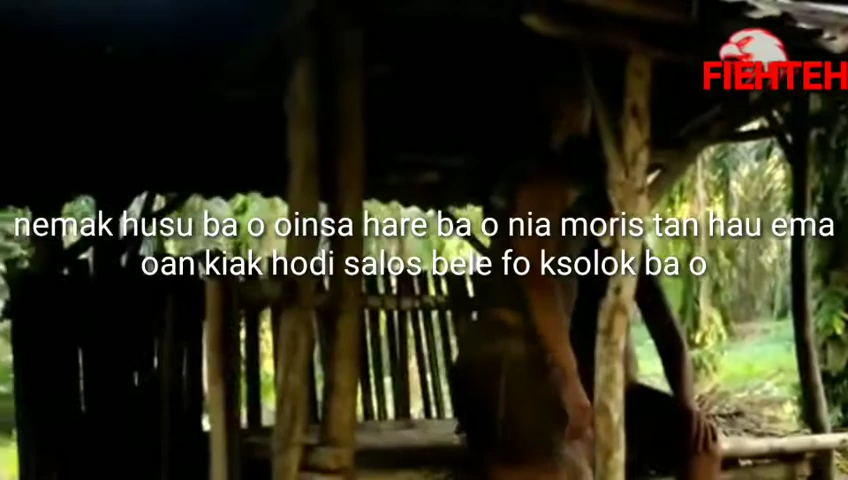 FIEHTEH
nemak husu ba o oinsa hare ba o nia moris tan hau ema
oan kiak hodi salos bele fo ksolok ba o